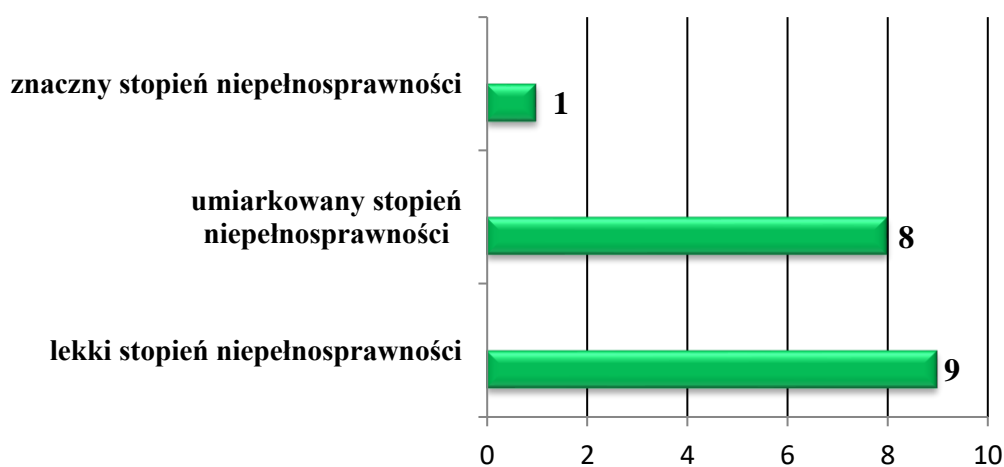 znaczny stopień niepełnosprawności
1
umiarkowany stopień
niepełnosprawności
8
lekki stopień niepełnosprawności
9
0 2 4 6 8 10